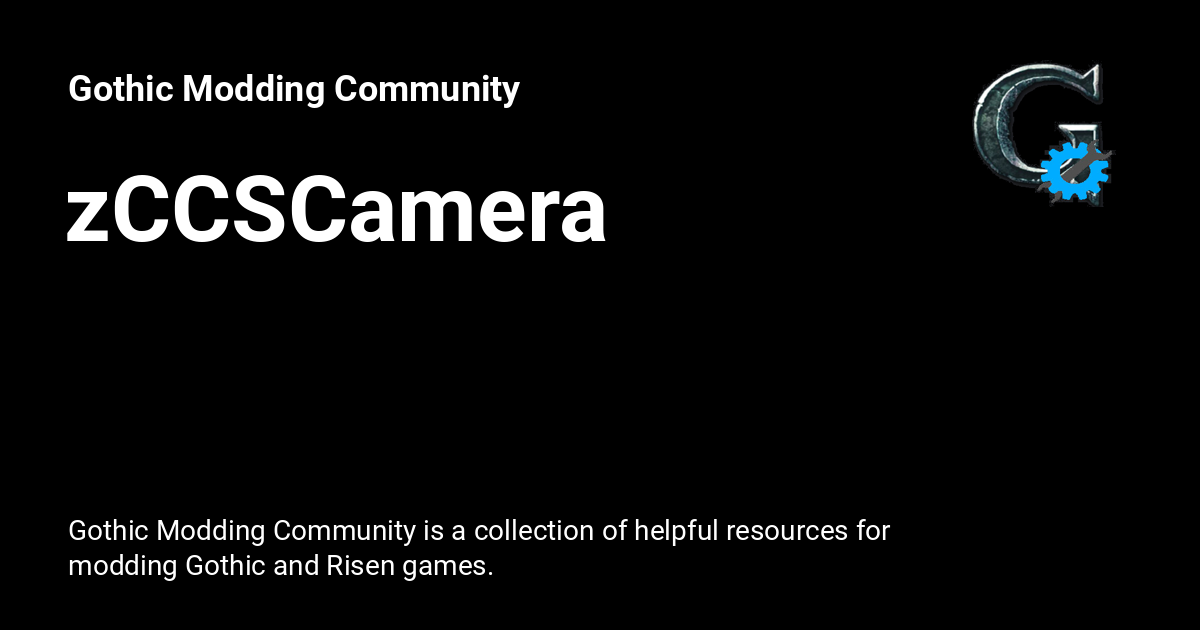 Gothic Modding Community
zCCSCamera
G
Gothic Modding Community is a collection of helpful resources for
modding Gothic and Risen games.